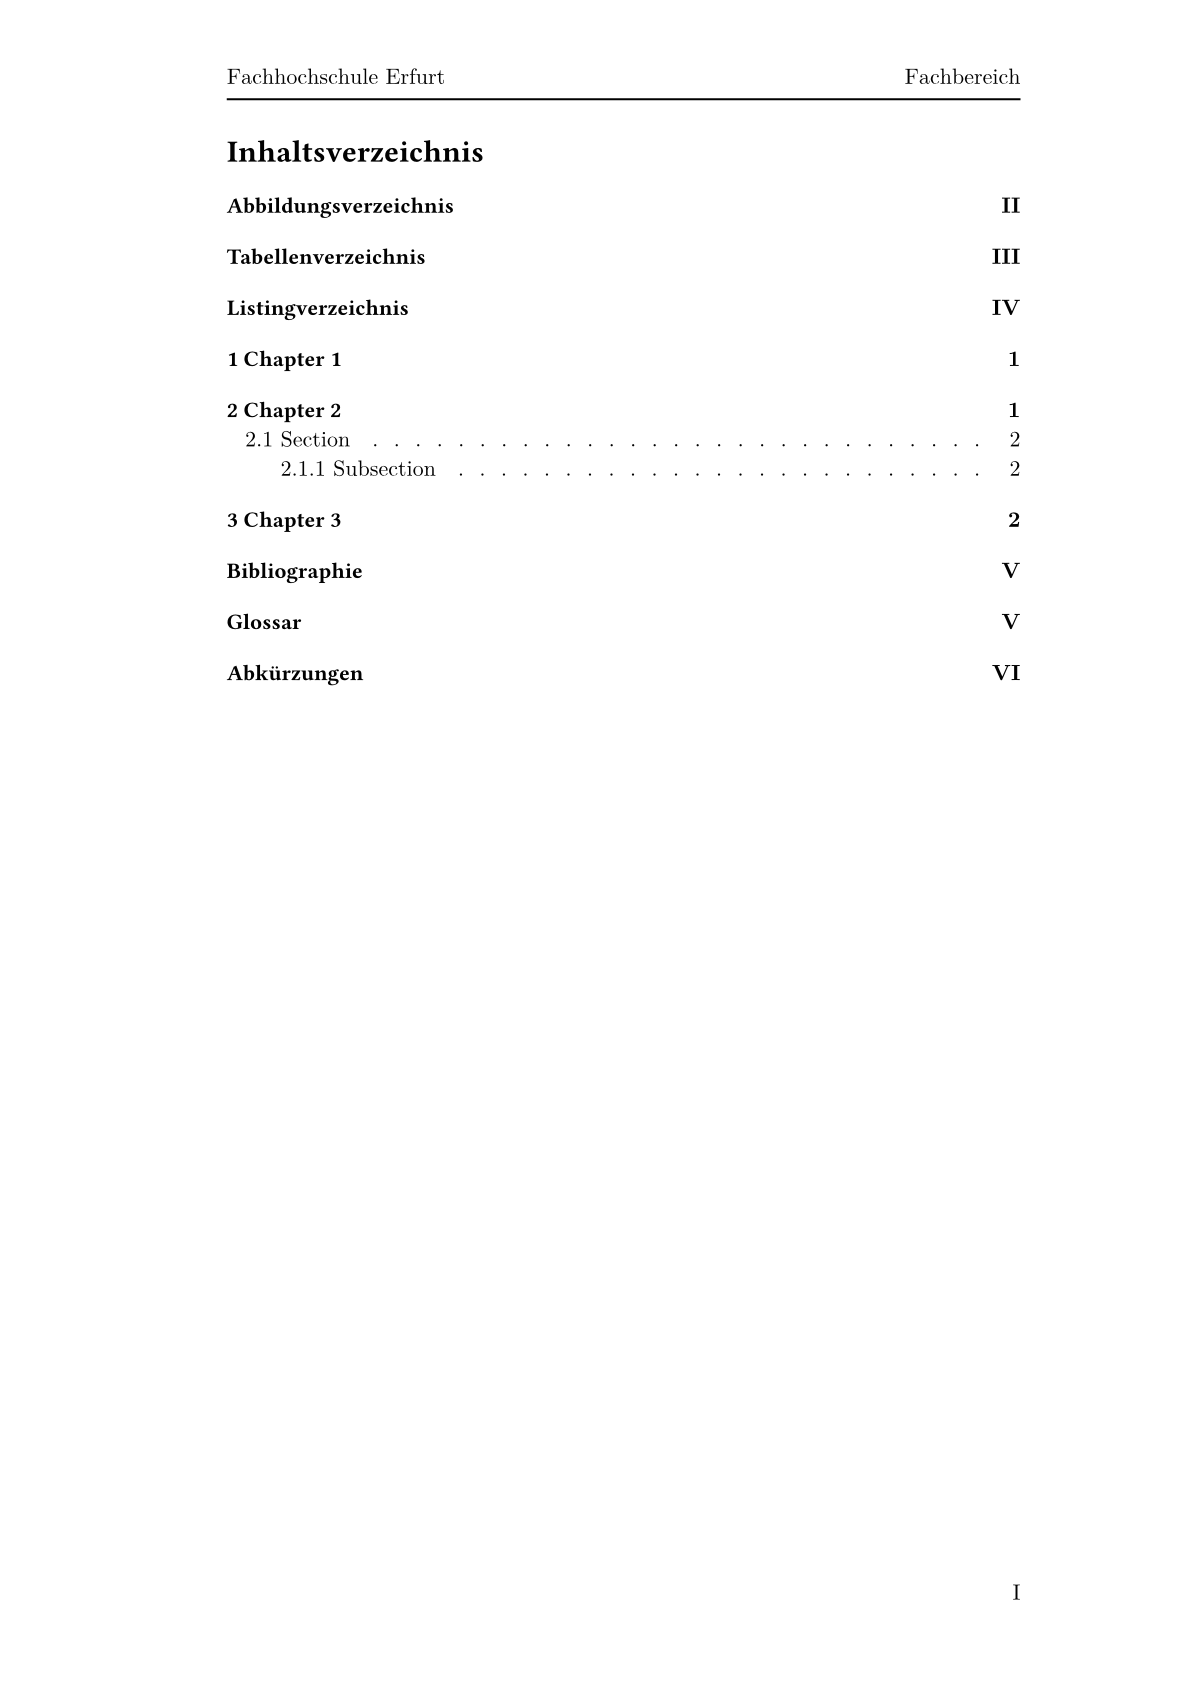 Fachhochschule Erfurt Fachbereich
Inhaltsverzeichnis
Abbildungsverzeichnis II
Tabellenverzeichnis III
Listingverzeichnis IV
1 Chapter 1 1
2 Chapter 2 1
2.1 Section . . . . . . . . . . . . . . . . . . . . . . . . . . . . . 2
2.1.1 Subsection . . . . . . . . . . . . . . . . . . . . . . . . . 2
3 Chapter 3 2
Bibliographie V
Glossar V
Abkürzungen VI
I